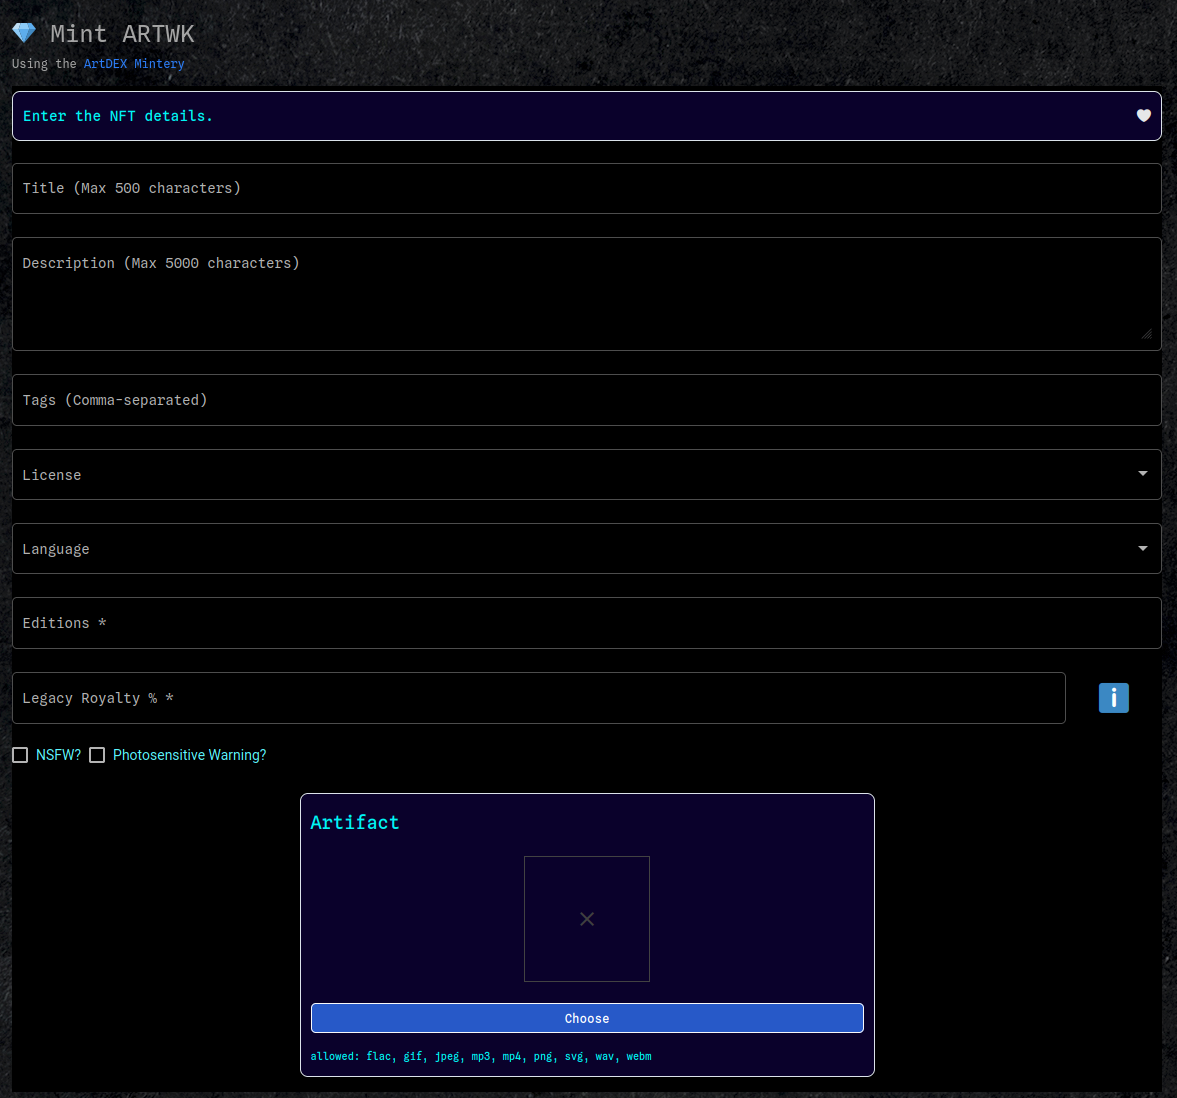 Mint ARTWK
Using the ArtDEX Mintery
Enter the NFT details.
Title (Max 500 characters)
Description (Max 5000 characters)
Tags (Comma-separated)
License
Language
Editions *
Legacy Royalty % *
NSFW? Photosensitive Warning?
Artifact
Choose
allowed: flac, gif, jpeg, mp3, mp4, png, svg, wav, webm